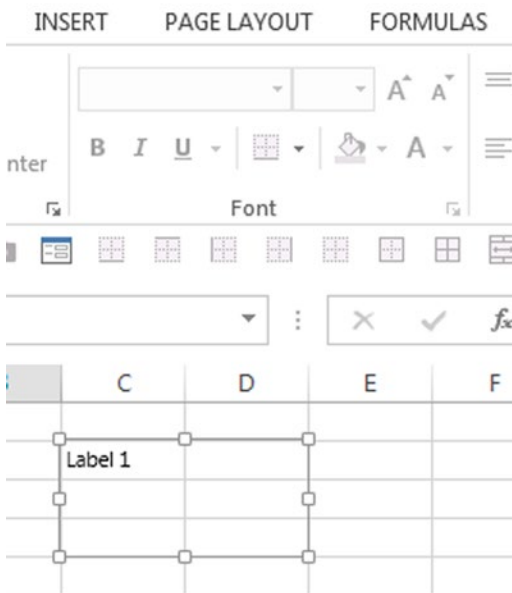 INSERT PAGE LAYOUT FORMULAS
A A
B I U A
nter
Font
fx
C D E F
Label 1